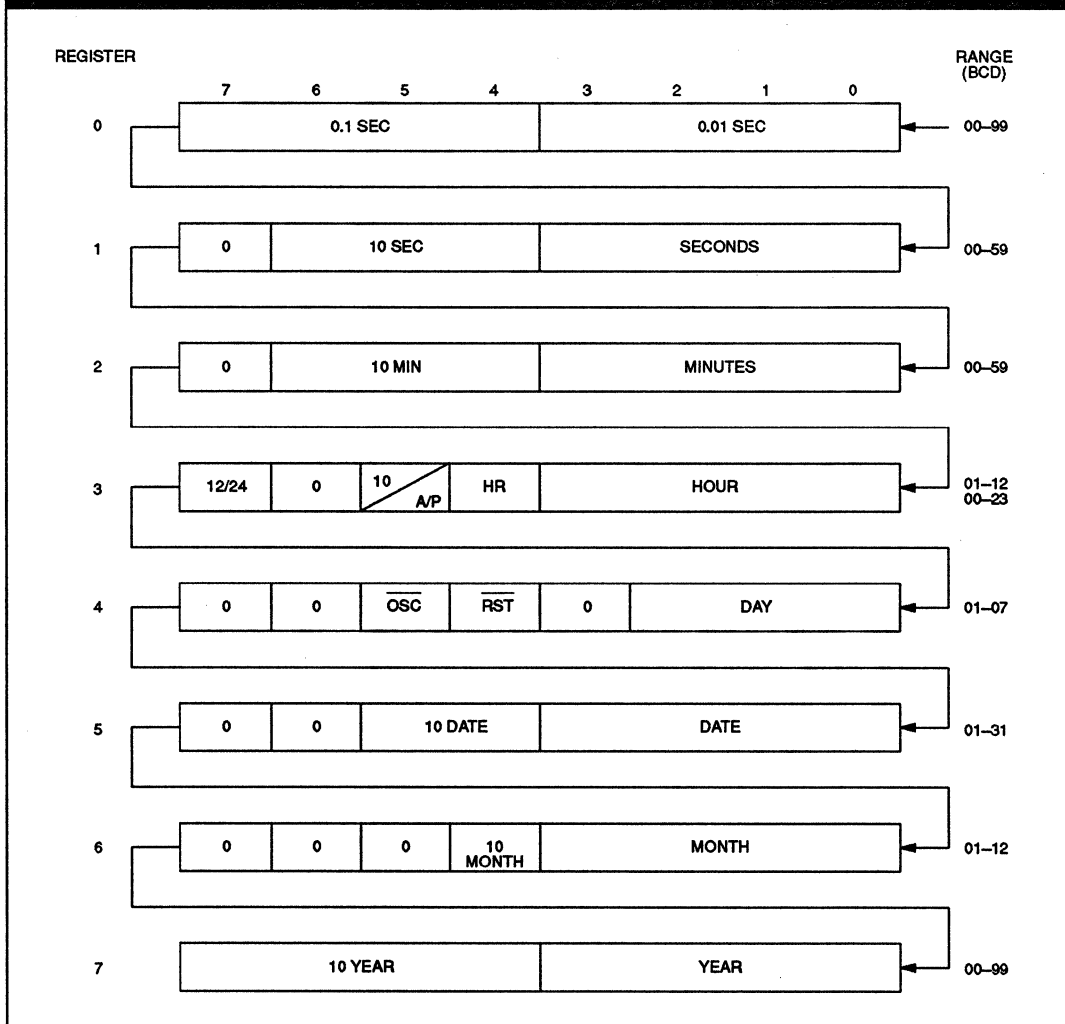 REGISTER
RANGE
(BCD)
7 6 5 4 3 2 1 0
0 0.1 SEC 0.01 SEC 00–99
1 0 10 SEC SECONDS 00–59
2 0 10 MIN MINUTES 00–59
3 12/24 0 10 A/P HR HOUR 01–12
00–23
4 0 0 OSC RST 0 DAY 01–07
5 0 0 10 DATE DATE 01–31
6 0 0 0 10 MONTH MONTH 01–12
7 10 YEAR YEAR 00–99